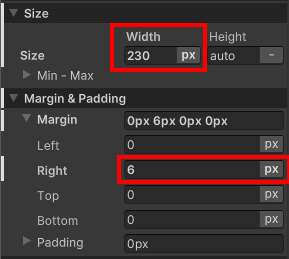 Size
Width Height
Size 230 px auto -
Min - Max
Margin & Padding
Margin 0px 6px 0px 0px
Left 0 px
Right 6 px
Top 0 px
Bottom 0 px
Padding 0px